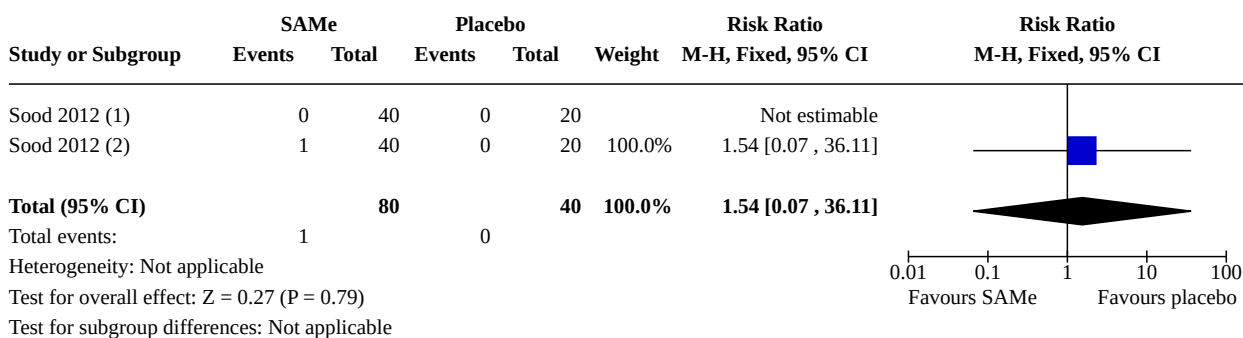 SAMe Placebo Risk Ratio Risk Ratio
Study or Subgroup Events Total Events Total Weight M-H, Fixed, 95% CI M-H, Fixed, 95% CI
Sood 2012 (1) 0 40 0 20 Not estimable
Sood 2012 (2) 1 40 0 20 100.0% 1.54 [0.07 , 36.11]
Total (95% CI) 80 40 100.0% 1.54 [0.07 , 36.11]
Total events: 1 0
Heterogeneity: Not applicable
0.01 0.1 1 10 100
Test for overall effect: Z = 0.27 (P = 0.79)
Favours SAMe Favours placebo
Test for subgroup differences: Not applicable